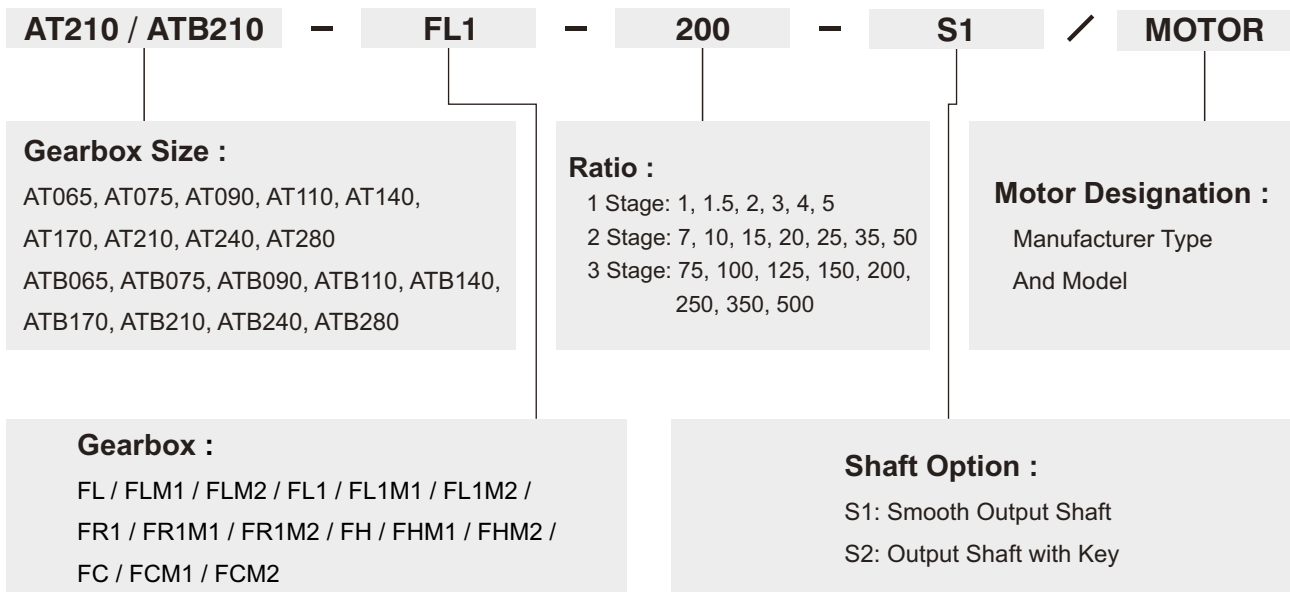 AT210 / ATB210 – FL1 – 200 – S1 / MOTOR
Gearbox Size :
AT065, AT075, AT090, AT110, AT140,
AT170, AT210, AT240, AT280
ATB065, ATB075, ATB090, ATB110, ATB140,
ATB170, ATB210, ATB240, ATB280
Ratio :
1 Stage: 1, 1.5, 2, 3, 4, 5
2 Stage: 7, 10, 15, 20, 25, 35, 50
3 Stage: 75, 100, 125, 150, 200,
250, 350, 500
Motor Designation :
Manufacturer Type
And Model
Gearbox :
FL / FLM1 / FLM2 / FL1 / FL1M1 / FL1M2 /
FR1 / FR1M1 / FR1M2 / FH / FHM1 / FHM2 /
FC / FCM1 / FCM2
Shaft Option :
S1: Smooth Output Shaft
S2: Output Shaft with Key